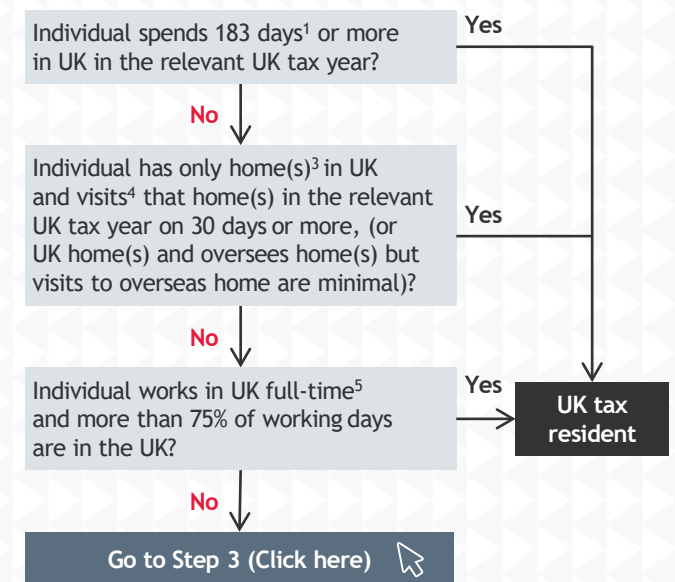 Individual spends 183 days¹ or more
in UK in the relevant UK tax year?
Yes
No
Individual has only home(s)³ in UK
and visits⁴ that home(s) in the relevant
UK tax year on 30 days or more, (or
UK home(s) and oversees home(s) but
visits to overseas home are minimal)?
Yes
No
Individual works in UK full-time⁵
and more than 75% of working days
are in the UK?
Yes
UK tax
resident
No
Go to Step 3 (Click here)